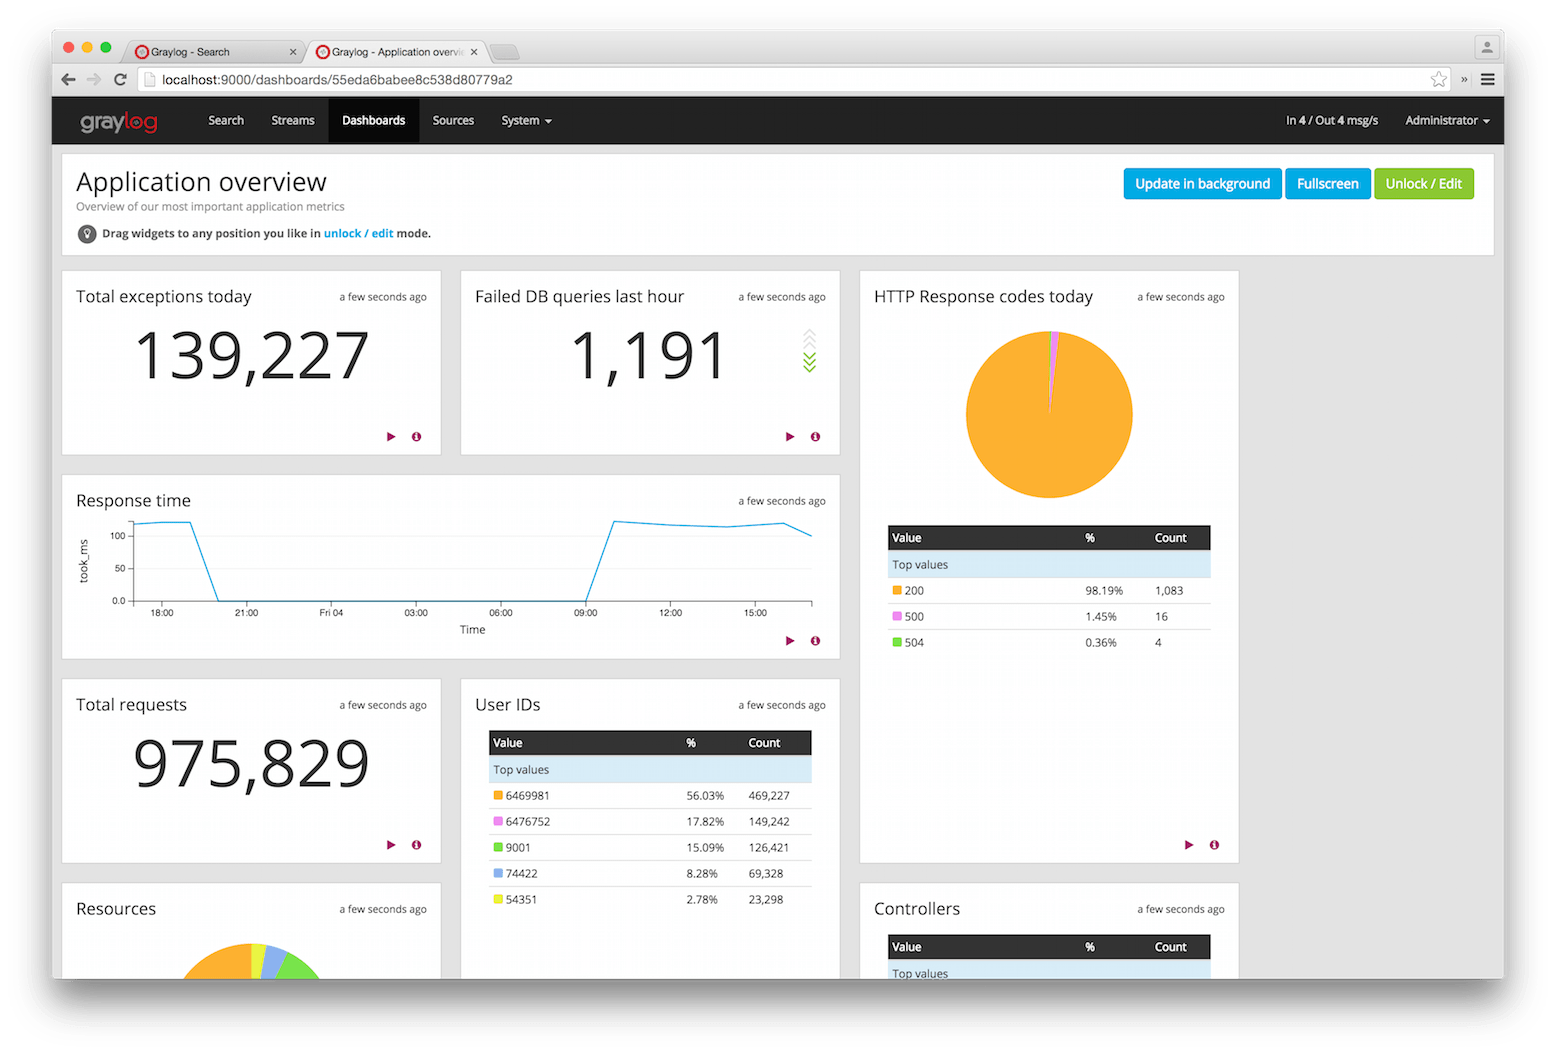 Graylog - Search
Graylog - Application overvi
localhost:9000/dashboards/55eda6babee8c538d80779a2
graylog
Search
Streams
Dashboards
Sources
System
In 4 / Out 4 msg/s
Administrator
Application overview
Overview of our most important application metrics
Drag widgets to any position you like in unlock / edit mode.
Update in background
Fullscreen
Unlock / Edit
Total exceptions today
a few seconds ago
139,227
Failed DB queries last hour
a few seconds ago
1,191
HTTP Response codes today
a few seconds ago
Value % Count
Top values
200 98.19% 1,083
500 1.45% 16
504 0.36% 4
Response time
a few seconds ago
took_ms
100
50
0.0
18:00 21:00 Fri 04 03:00 06:00 09:00 12:00 15:00
Time
Total requests
a few seconds ago
975,829
User IDs
a few seconds ago
Value % Count
Top values
6469981 56.03% 469,227
6476752 17.82% 149,242
9001 15.09% 126,421
74422 8.28% 69,328
54351 2.78% 23,298
Resources
a few seconds ago
Controllers
a few seconds ago
Value % Count
Top values